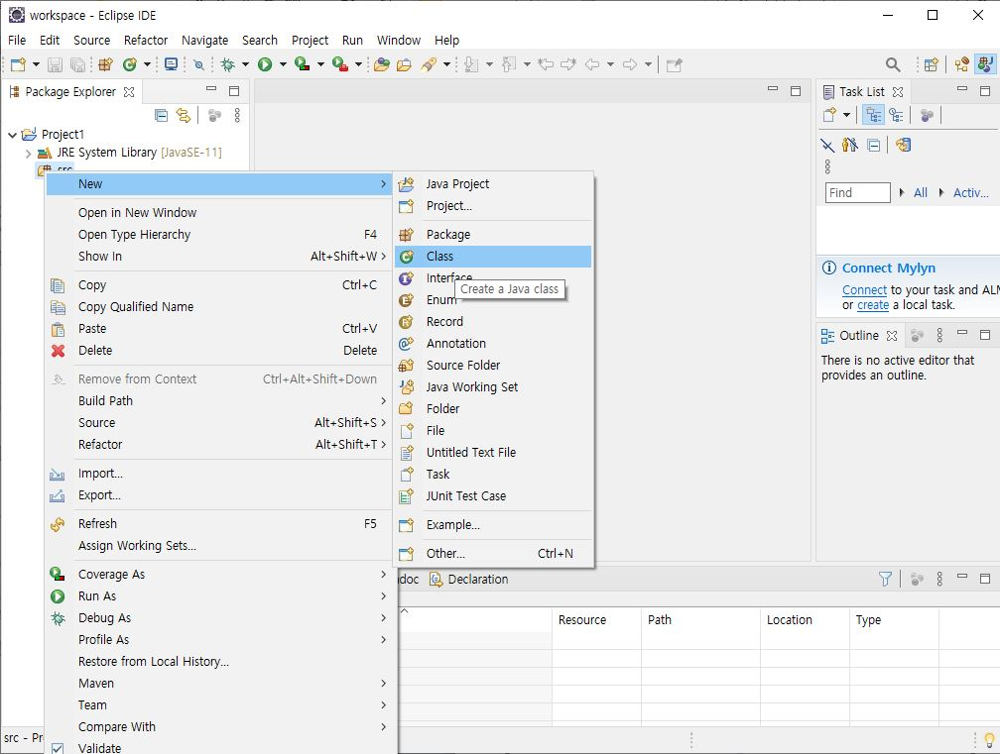 workspace - Eclipse IDE
File Edit Source Refactor Navigate Search Project Run Window Help
Package Explorer
Project1
JRE System Library [JavaSE-11]
src
New
Open in New Window
Open Type Hierarchy F4
Show In Alt+Shift+W
Copy Ctrl+C
Copy Qualified Name
Paste Ctrl+V
Delete Delete
Remove from Context Ctrl+Alt+Shift+Down
Build Path
Source Alt+Shift+S
Refactor Alt+Shift+T
Import...
Export...
Refresh F5
Assign Working Sets...
Coverage As
Run As
Debug As
Profile As
Restore from Local History...
Maven
Team
Compare With
Validate
Java Project
Project...
Package
Class
Interface
Create a Java class
Enum
Record
Annotation
Source Folder
Java Working Set
Folder
File
Untitled Text File
Task
JUnit Test Case
Example...
Other... Ctrl+N
Task List
Find All Activ...
Connect Mylyn
Connect to your task and ALM
or create a local task.
Outline
There is no active editor that
provides an outline.
doc Declaration
Resource Path Location Type
src - Pr